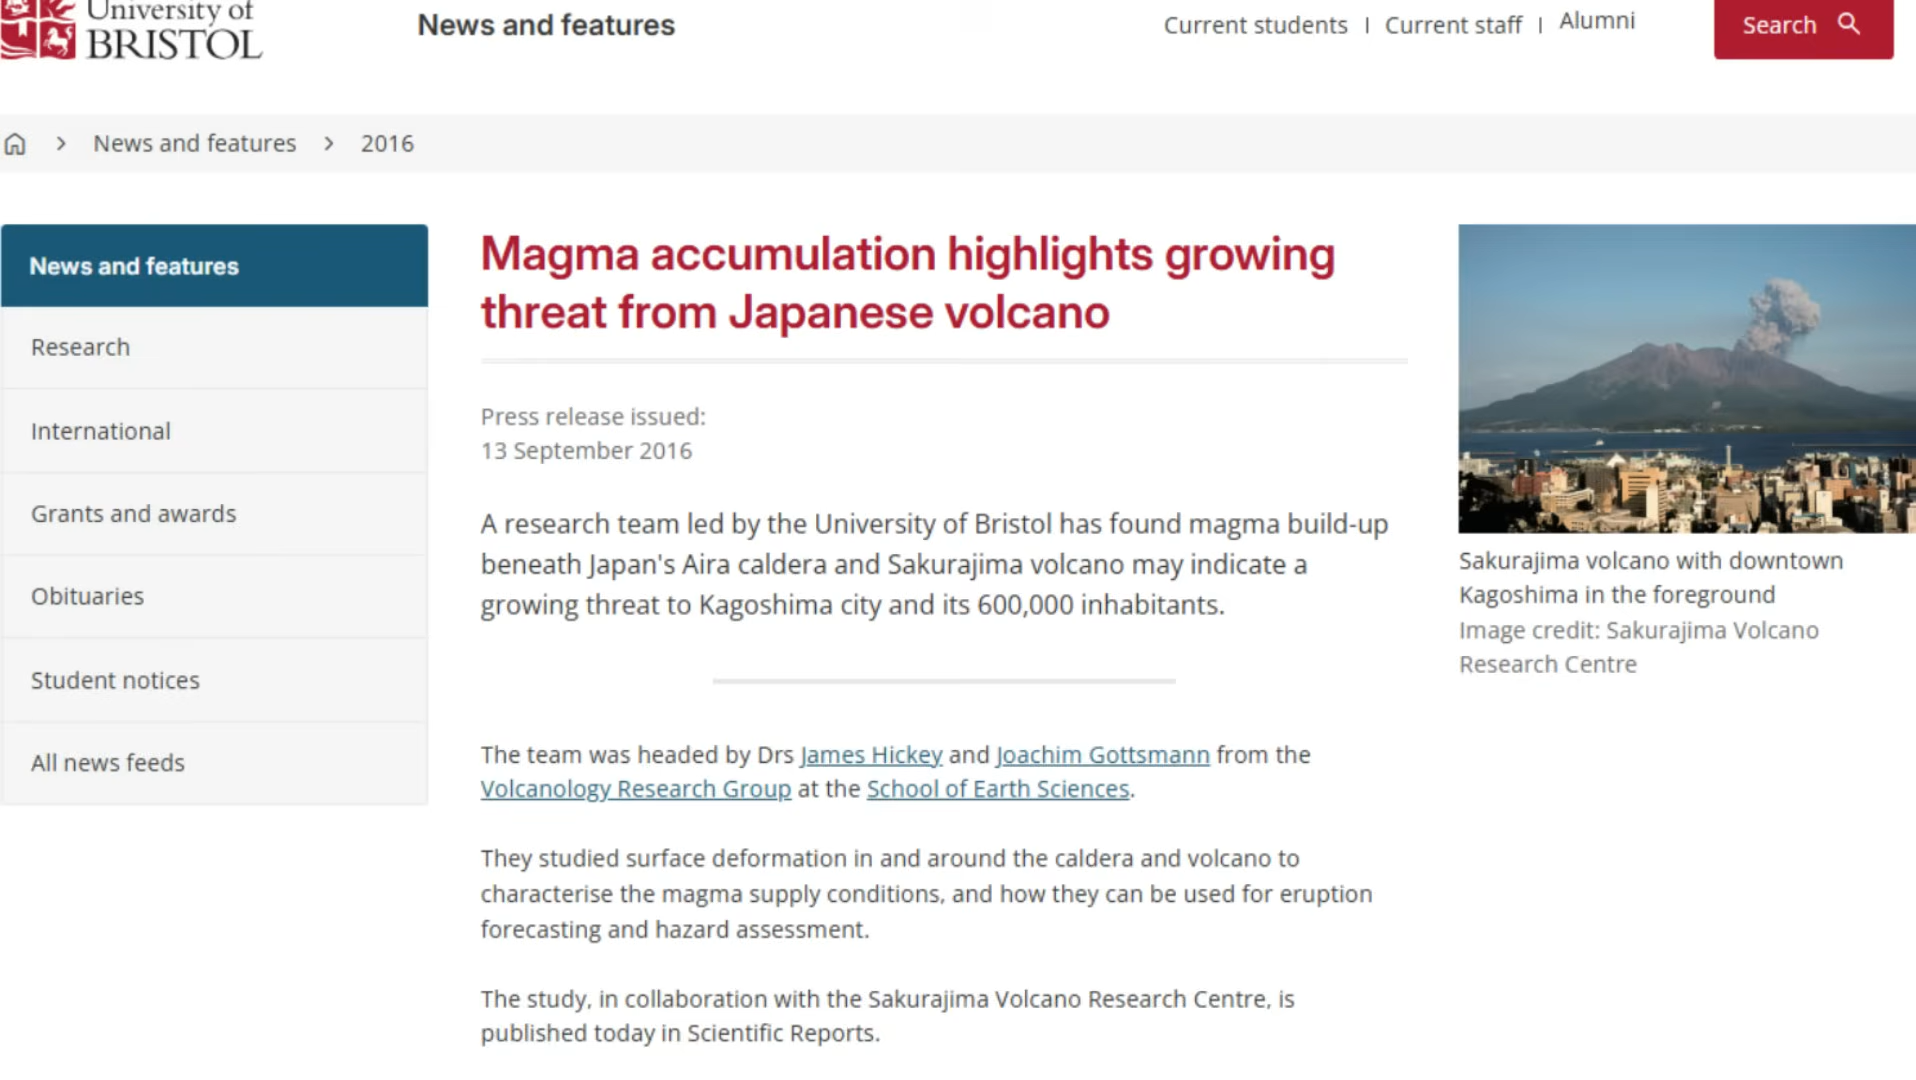 University of
BRISTOL
News and features
Current students
Current staff
Alumni
Search
News and features
2016
News and features
Research
International
Grants and awards
Obituaries
Student notices
All news feeds
Magma accumulation highlights growing
threat from Japanese volcano
Press release issued:
13 September 2016
A research team led by the University of Bristol has found magma build-up
beneath Japan's Aira caldera and Sakurajima volcano may indicate a
growing threat to Kagoshima city and its 600,000 inhabitants.
The team was headed by Drs James Hickey and Joachim Gottsmann from the
Volcanology Research Group at the School of Earth Sciences.
They studied surface deformation in and around the caldera and volcano to
characterise the magma supply conditions, and how they can be used for eruption
forecasting and hazard assessment.
The study, in collaboration with the Sakurajima Volcano Research Centre, is
published today in Scientific Reports.
Sakurajima volcano with downtown
Kagoshima in the foreground
Image credit: Sakurajima Volcano
Research Centre